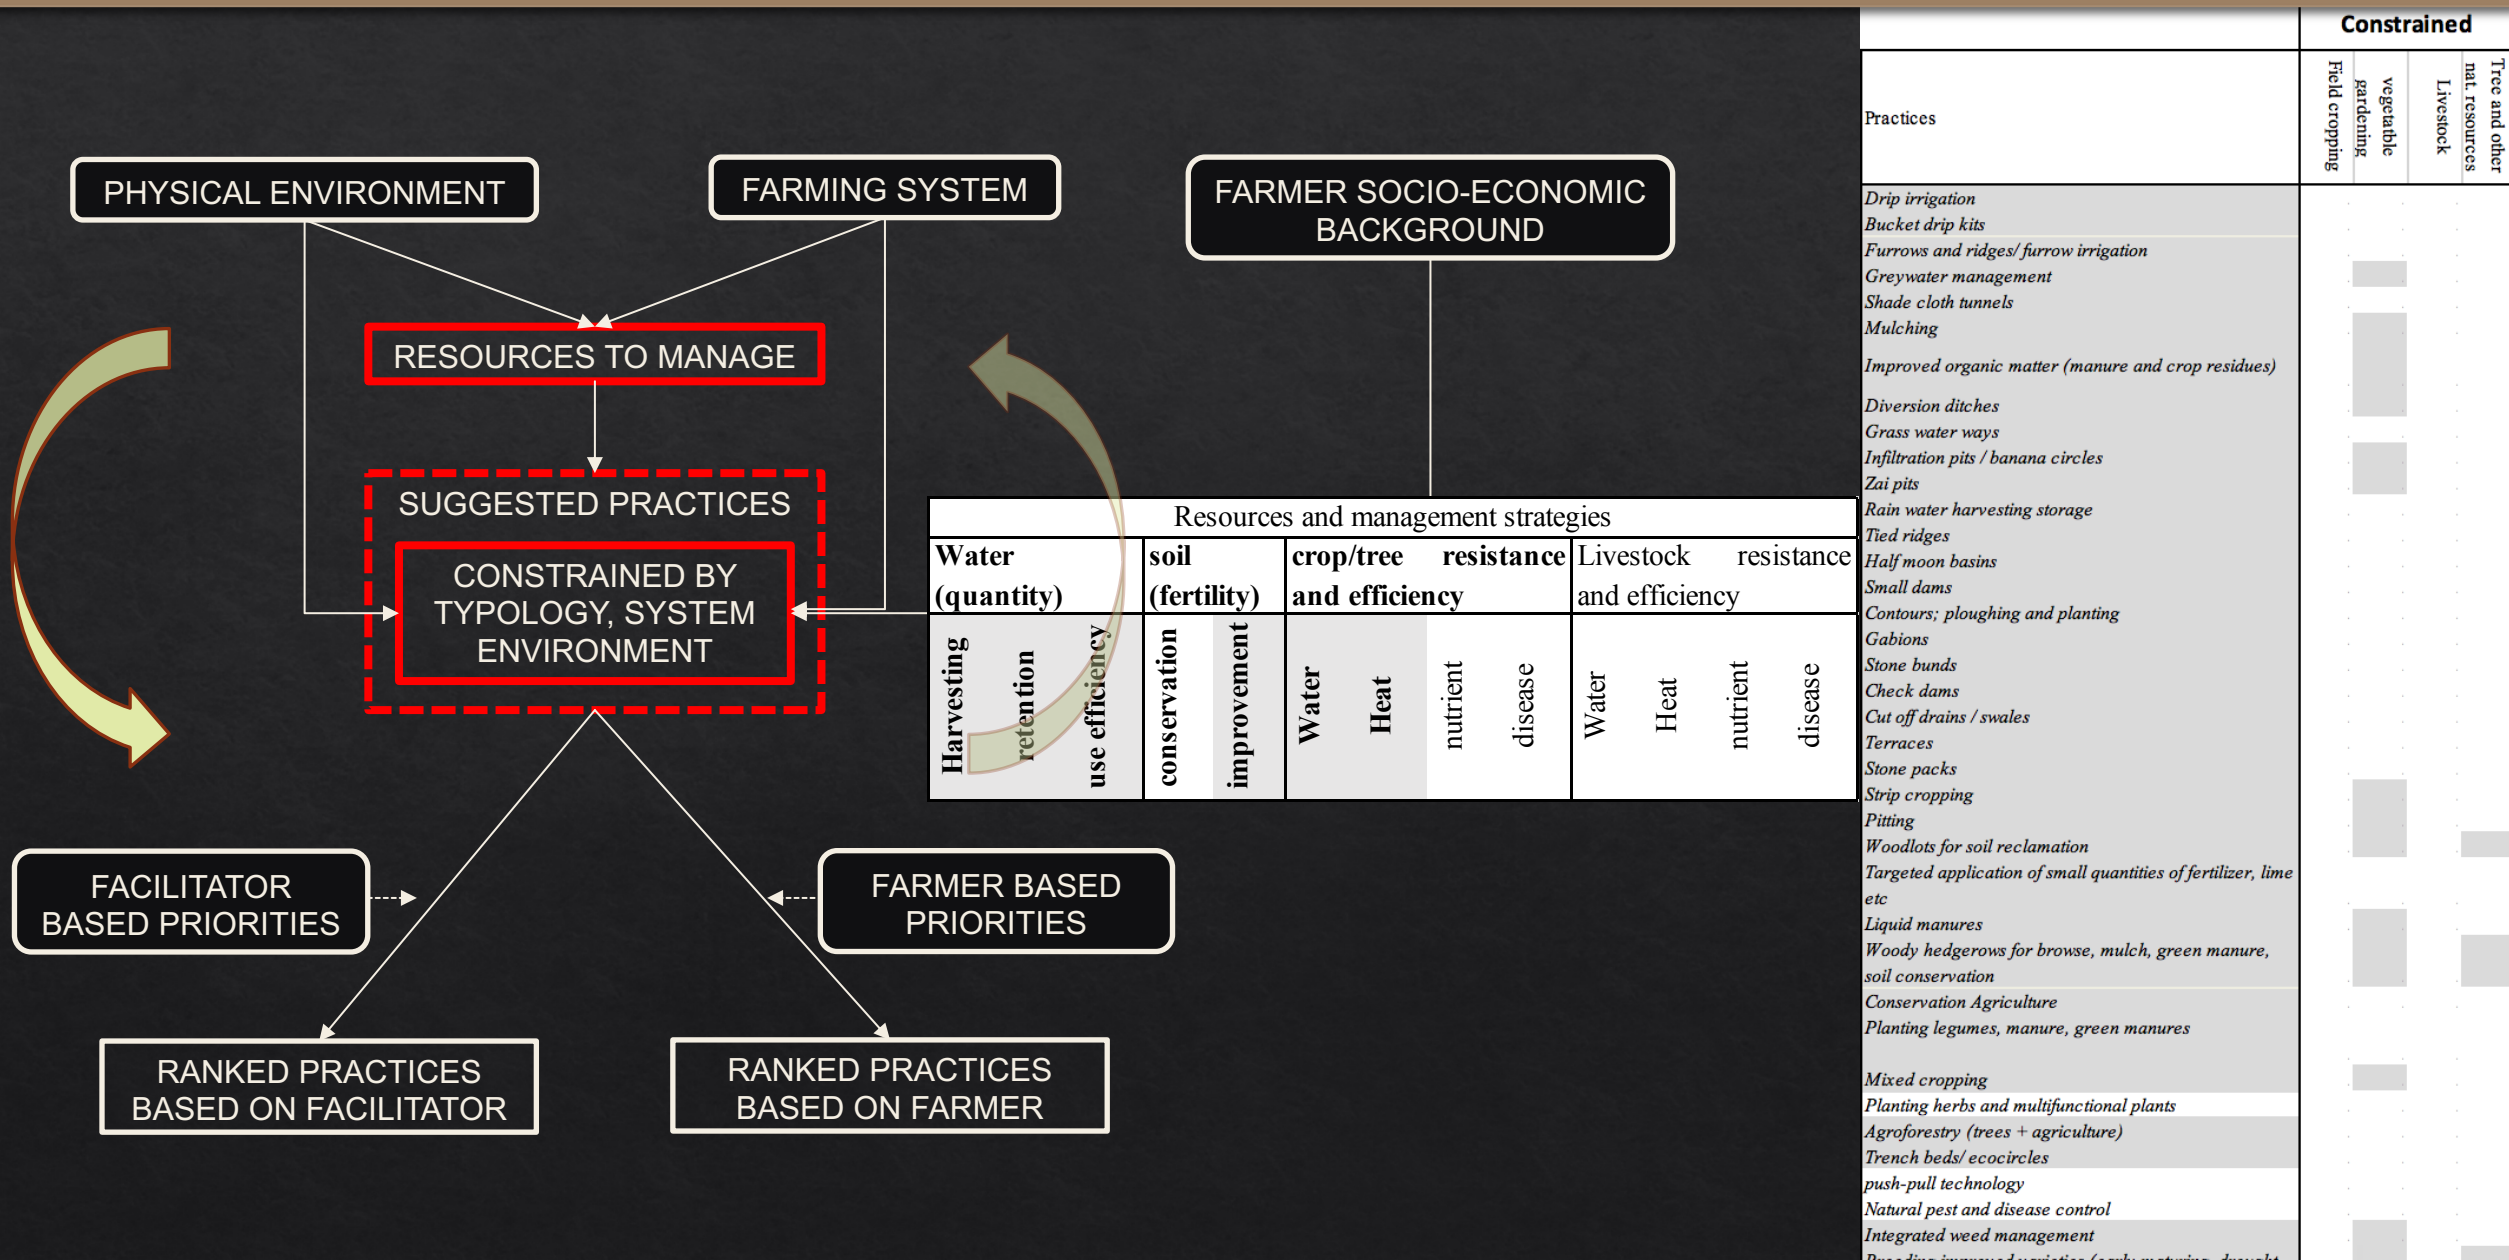 PHYSICAL ENVIRONMENT
FARMING SYSTEM
FARMER SOCIO-ECONOMIC
BACKGROUND
RESOURCES TO MANAGE
SUGGESTED PRACTICES
CONSTRAINED BY
TYPOLOGY, SYSTEM
ENVIRONMENT
FACILITATOR
BASED PRIORITIES
FARMER BASED
PRIORITIES
RANKED PRACTICES
BASED ON FACILITATOR
RANKED PRACTICES
BASED ON FARMER
Resources and management strategies
Water
(quantity)
soil
(fertility)
crop/tree resistance
and efficiency
Livestock resistance
and efficiency
Harvesting
retention
use efficiency
conservation
improvement
Water
Heat
nutrient
disease
Water
Heat
nutrient
disease
Constrained
Practices
Field cropping
vegetatble
gardening
Livestock
Tree and other
nat. resources
Drip irrigation
Bucket drip kits
Furrows and ridges/ furrow irrigation
Greywater management
Shade cloth tunnels
Mulching
Improved organic matter (manure and crop residues)
Diversion ditches
Grass water ways
Infiltration pits / banana circles
Zai pits
Rain water harvesting storage
Tied ridges
Half moon basins
Small dams
Contours; ploughing and planting
Gabions
Stone bunds
Check dams
Cut off drains / swales
Terraces
Stone packs
Strip cropping
Pitting
Woodlots for soil reclamation
Targeted application of small quantities of fertilizer, lime
etc
Liquid manures
Woody hedgerows for browse, mulch, green manure,
soil conservation
Conservation Agriculture
Planting legumes, manure, green manures
Mixed cropping
Planting herbs and multifunctional plants
Agroforestry (trees + agriculture)
Trench beds/ ecocircles
push-pull technology
Natural pest and disease control
Integrated weed management
Breeding improved varieties (early maturing, drought